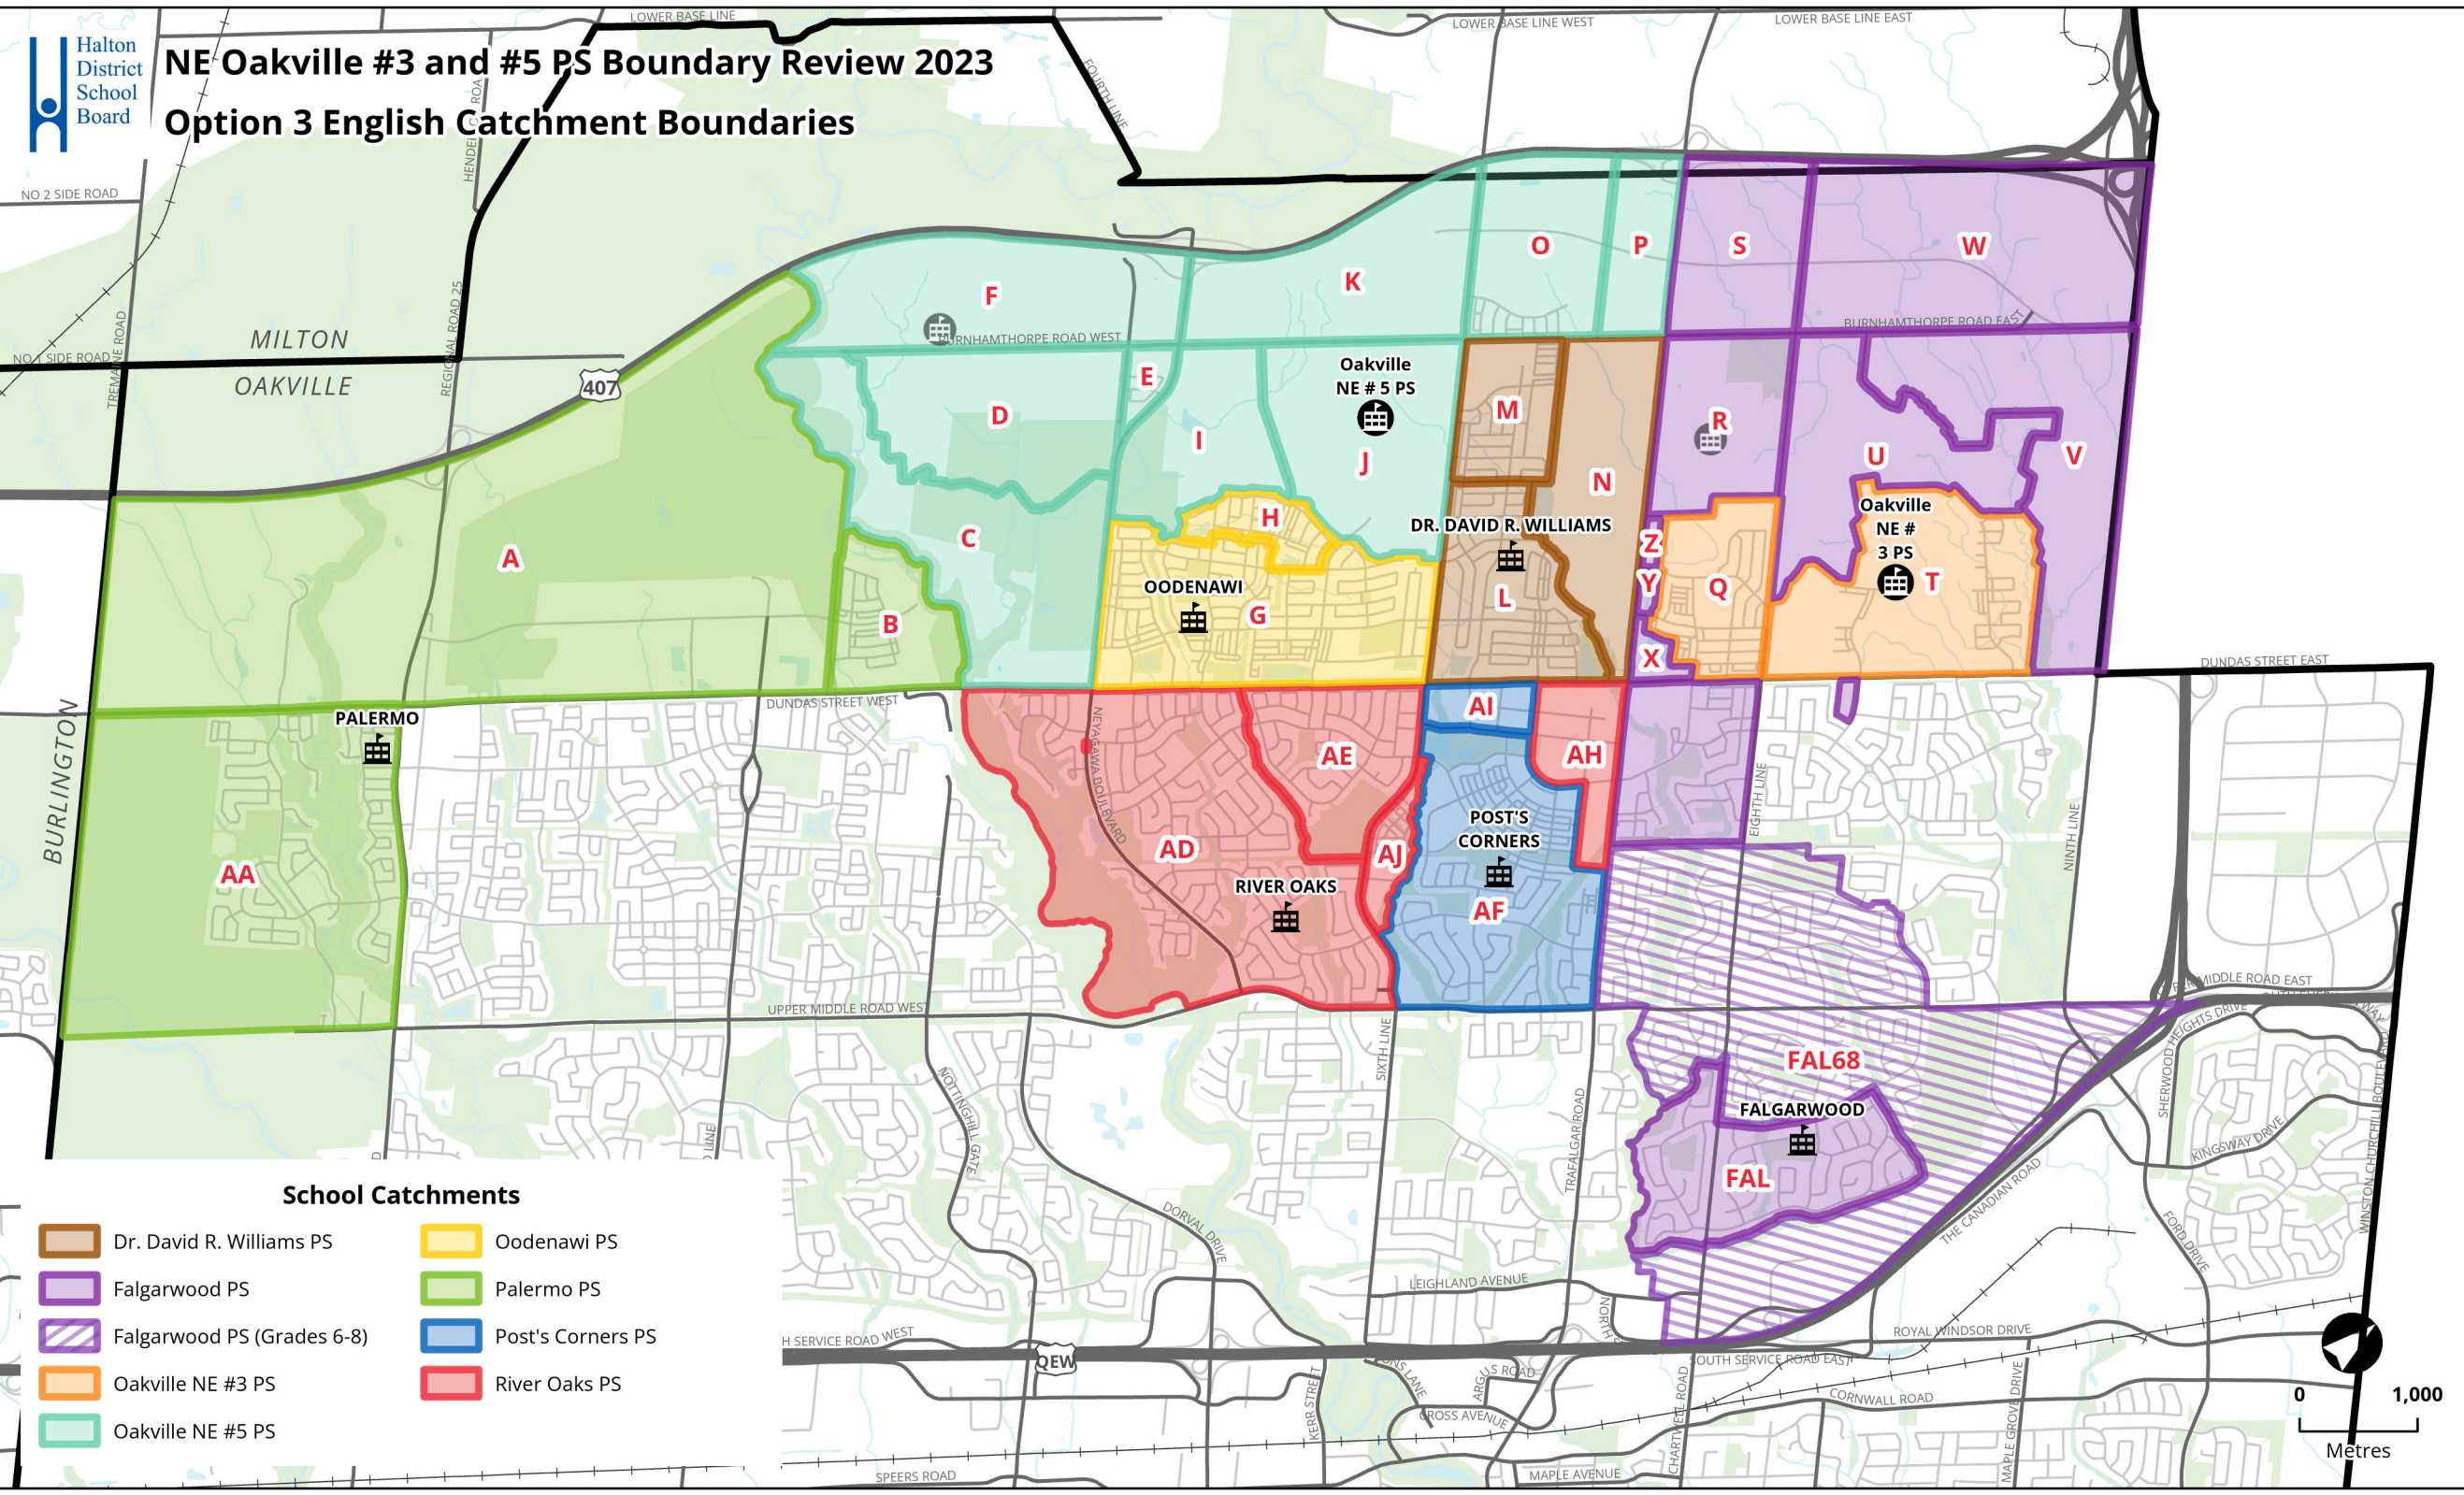 Halton
District
School
Board
NE Oakville #3 and #5 PS Boundary Review 2023
Option 3 English Catchment Boundaries
LOWER BASE LINE
LOWER BASE LINE WEST
LOWER BASE LINE EAST
FOURTH LINE
NO 2 SIDE ROAD
NO 1 SIDE ROAD
TREMAINE ROAD
REGIONAL ROAD 25
MILTON
OAKVILLE
407
BURLINGTON
BURNHAMTHORPE ROAD EAST
O
P
S
W
K
F
E
D
I
Oakville
NE # 5 PS
J
M
N
R
U
V
H
C
A
B
OODENAWI
G
DR. DAVID R. WILLIAMS
L
Z
Y
X
Q
Oakville
NE #
3 PS
T
DUNDAS STREET EAST
DUNDAS STREET WEST
PALERMO
AA
NEYAGAWA BOULEVARD
AD
AE
AJ
RIVER OAKS
AI
AH
POST'S
CORNERS
AF
EIGHTH LINE
NINTH LINE
UPPER MIDDLE ROAD WEST
FAL68
FALGARWOOD
FAL
SIXTH LINE
TRAFALGAR ROAD
NOTTINGHILL GATE
DORVAL DRIVE
SHERWOOD HEIGHTS DRIVE
KINGSWAY DRIVE
THE CANADIAN ROAD
FORD DRIVE
WINSTON CHURCHILL BOULEVARD
LEIGHLAND AVENUE
ROYAL WINDSOR DRIVE
SOUTH SERVICE ROAD EAST
QEW
KERR STREET
CROSS AVENUE
CHARTWELL ROAD
CORNWALL ROAD
MAPLE GROVE DRIVE
MAPLE AVENUE
SPEERS ROAD
School Catchments
Dr. David R. Williams PS
Falgarwood PS
Falgarwood PS (Grades 6-8)
Oakville NE #3 PS
Oakville NE #5 PS
Oodenawi PS
Palermo PS
Post's Corners PS
River Oaks PS
0
1,000
Metres